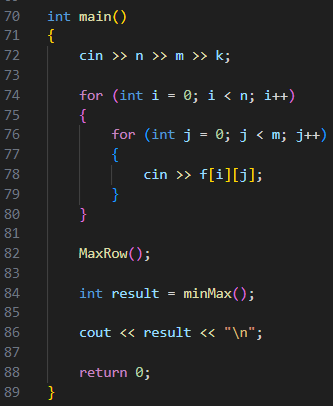 70 int main()
71 {
72     cin >> n >> m >> k;
73
74     for (int i = 0; i < n; i++)
75     {
76         for (int j = 0; j < m; j++)
77         {
78             cin >> f[i][j];
79         }
80     }
81
82     MaxRow();
83
84     int result = minMax();
85
86     cout << result << "\n";
87
88     return 0;
89 }